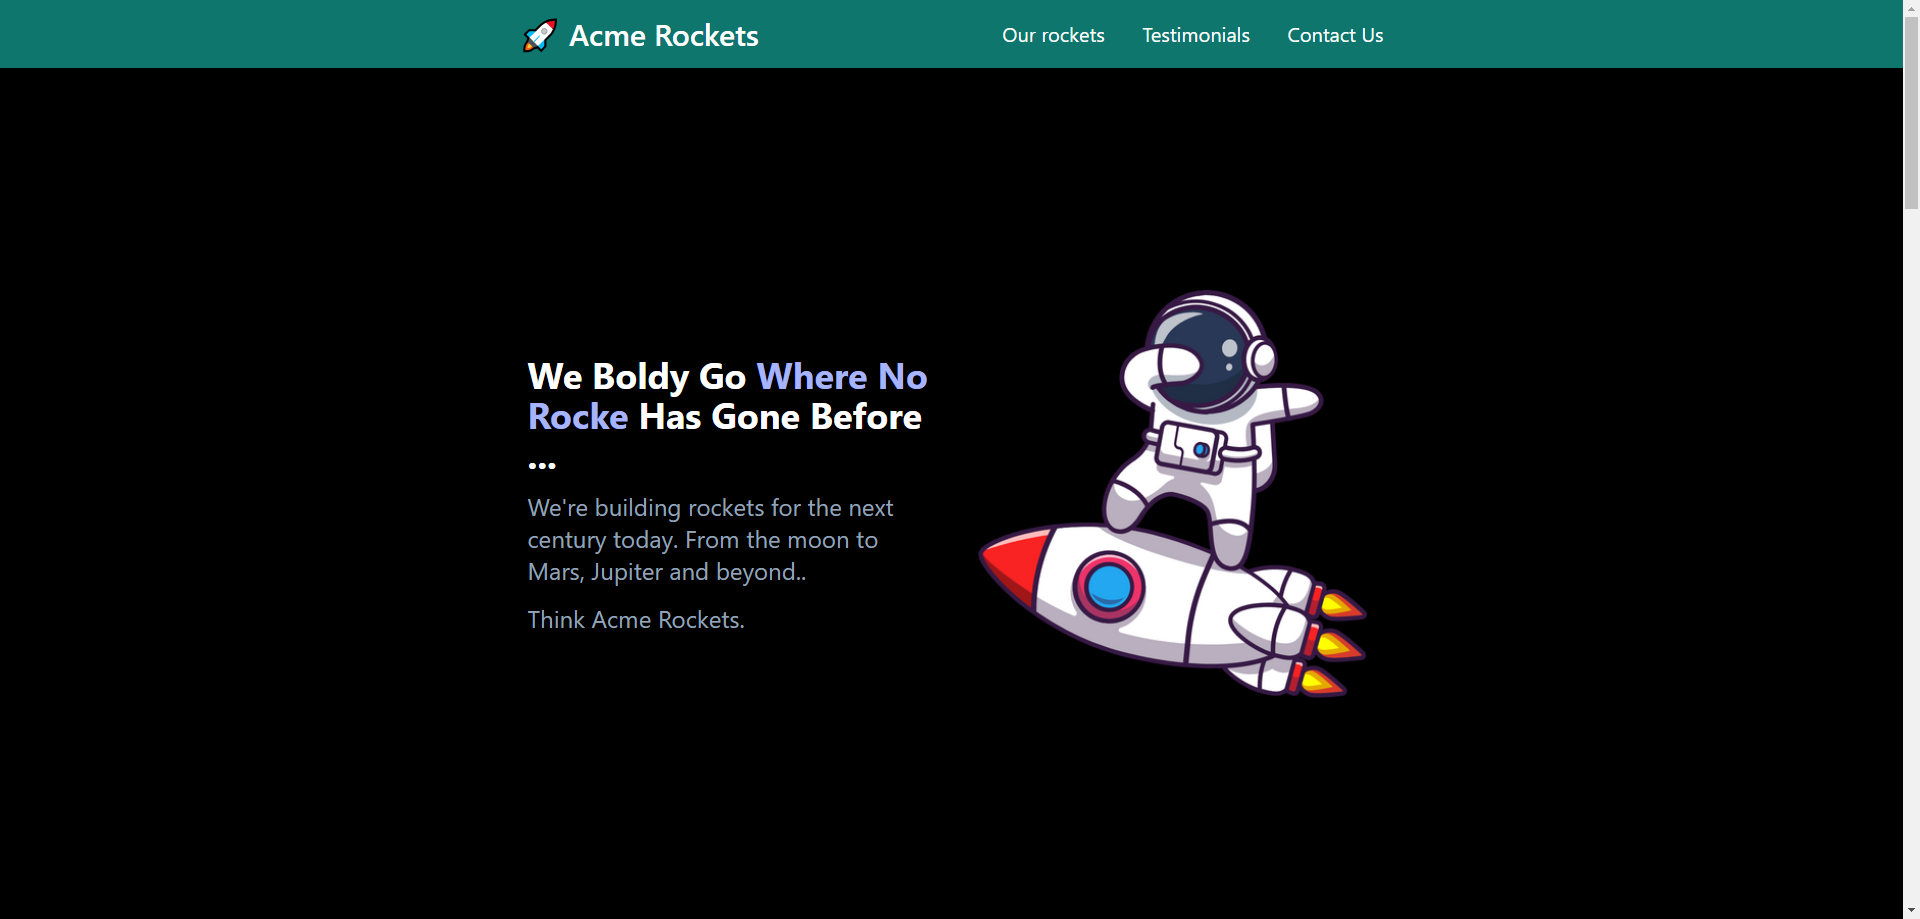 Acme Rockets
Our rockets
Testimonials
Contact Us
We Boldy Go Where No
Rocke Has Gone Before
...
We're building rockets for the next
century today. From the moon to
Mars, Jupiter and beyond..
Think Acme Rockets.